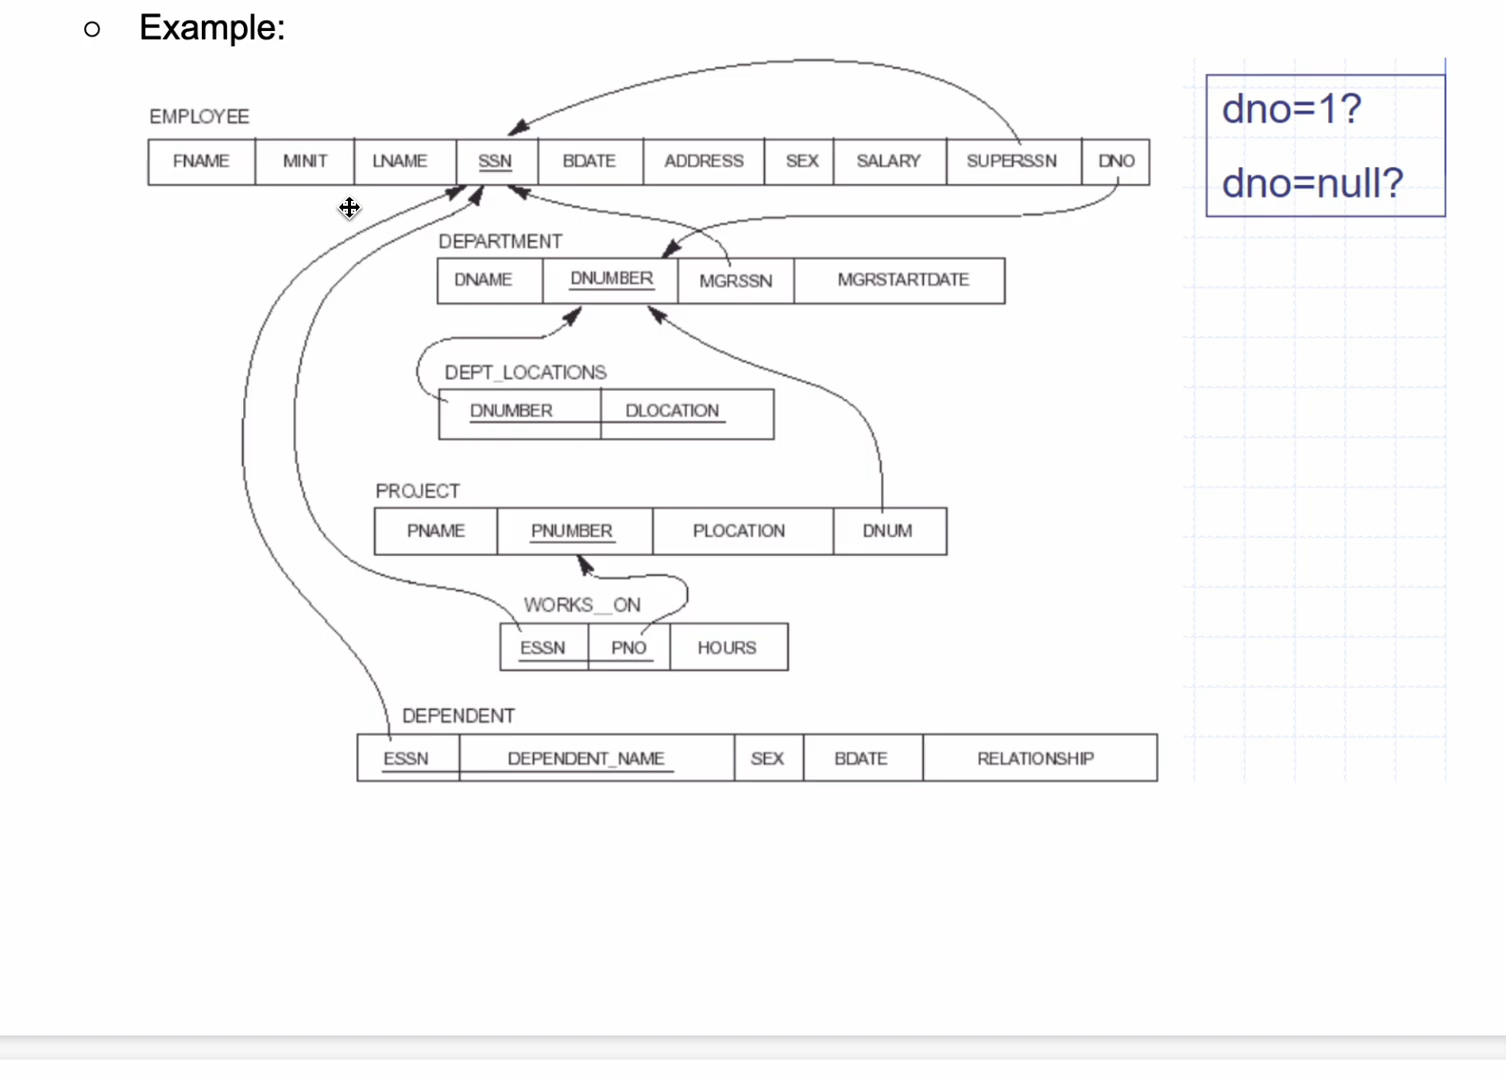 Example:
EMPLOYEE
FNAME MINIT LNAME SSN BDATE ADDRESS SEX SALARY SUPERSSN DNO
dno=1?
dno=null?
DEPARTMENT
DNAME DNUMBER MGRSSN MGRSTARTDATE
DEPT_LOCATIONS
DNUMBER DLOCATION
PROJECT
PNAME PNUMBER PLOCATION DNUM
WORKS__ON
ESSN PNO HOURS
DEPENDENT
ESSN DEPENDENT_NAME SEX BDATE RELATIONSHIP